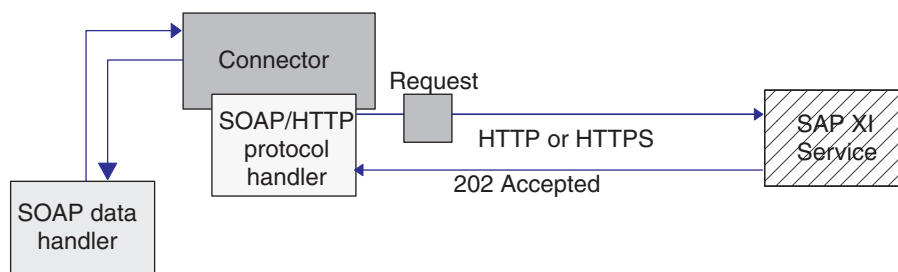 Connector
Request
SOAP/HTTP
protocol
handler
HTTP or HTTPS
SAP XI
Service
202 Accepted
SOAP data
handler